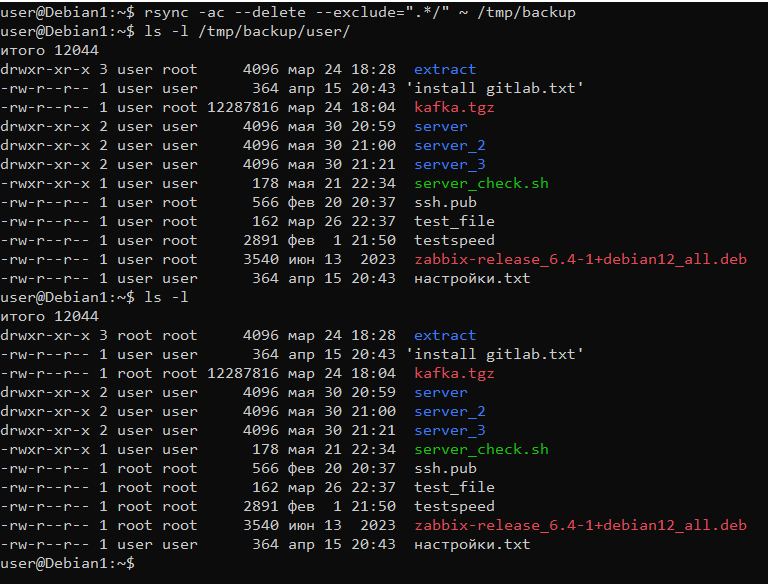 user@Debian1:~$ rsync -ac --delete --exclude=".*/" ~ /tmp/backup
user@Debian1:~$ ls -l /tmp/backup/user/
итого 12044
drwxr-xr-x 3 user root     4096 мар 24 18:28  extract
-rw-r--r-- 1 user user      364 апр 15 20:43 'install gitlab.txt'
-rw-r--r-- 1 user root 12287816 мар 24 18:04  kafka.tgz
drwxr-xr-x 2 user user     4096 мая 30 20:59  server
drwxr-xr-x 2 user user     4096 мая 30 21:00  server_2
drwxr-xr-x 2 user user     4096 мая 30 21:21  server_3
-rwxr-xr-x 1 user user      178 мая 21 22:34  server_check.sh
-rw-r--r-- 1 user root      566 фев 20 20:37  ssh.pub
-rw-r--r-- 1 user root      162 мар 26 22:37  test_file
-rw-r--r-- 1 user root     2891 фев  1 21:50  testspeed
-rw-r--r-- 1 user root     3540 июн 13  2023  zabbix-release_6.4-1+debian12_all.deb
-rw-r--r-- 1 user user      364 апр 15 20:43  настройки.txt
user@Debian1:~$ ls -l
итого 12044
drwxr-xr-x 3 root root     4096 мар 24 18:28  extract
-rw-r--r-- 1 user user      364 апр 15 20:43 'install gitlab.txt'
-rw-r--r-- 1 root root 12287816 мар 24 18:04  kafka.tgz
drwxr-xr-x 2 user user     4096 мая 30 20:59  server
drwxr-xr-x 2 user user     4096 мая 30 21:00  server_2
drwxr-xr-x 2 user user     4096 мая 30 21:21  server_3
-rwxr-xr-x 1 user user      178 мая 21 22:34  server_check.sh
-rw-r--r-- 1 root root      566 фев 20 20:37  ssh.pub
-rw-r--r-- 1 root root      162 мар 26 22:37  test_file
-rw-r--r-- 1 root root     2891 фев  1 21:50  testspeed
-rw-r--r-- 1 root root     3540 июн 13  2023  zabbix-release_6.4-1+debian12_all.deb
-rw-r--r-- 1 user user      364 апр 15 20:43  настройки.txt
user@Debian1:~$